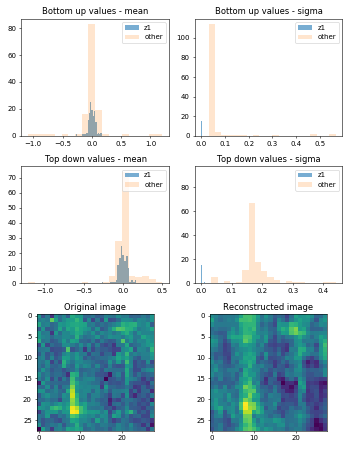 Bottom up values - mean
Bottom up values - sigma
z1
other
z1
other
80
60
40
20
0
100
80
60
40
20
0
−1.0 −0.5 0.0 0.5 1.0
0.0 0.1 0.2 0.3 0.4 0.5
Top down values - mean
Top down values - sigma
z1
other
z1
other
70
60
50
40
30
20
10
0
80
60
40
20
0
−1.0 −0.5 0.0 0.5
0.0 0.1 0.2 0.3 0.4
Original image
Reconstructed image
0
5
10
15
20
25
0
5
10
15
20
25
0 10 20
0 10 20